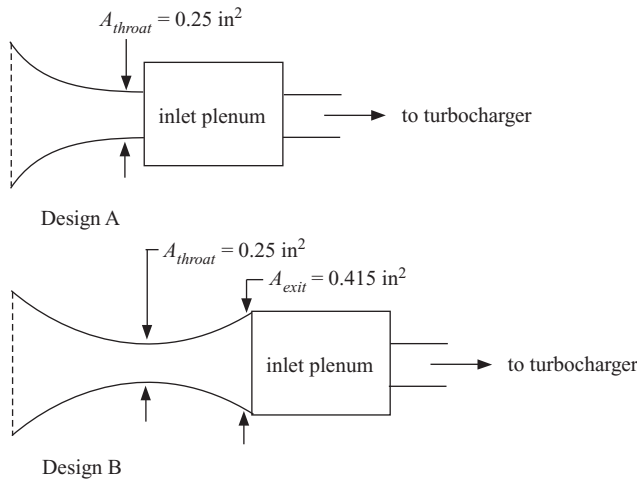 A_throat = 0.25 in²
inlet plenum
to turbocharger
Design A
A_throat = 0.25 in²
A_exit = 0.415 in²
inlet plenum
to turbocharger
Design B